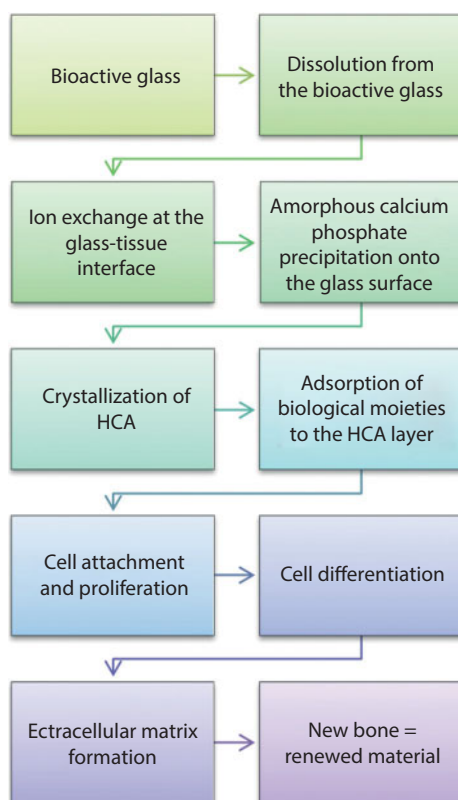 Bioactive glass
Dissolution from
the bioactive glass
Ion exchange at the
glass-tissue
interface
Amorphous calcium
phosphate
precipitation onto
the glass surface
Crystallization of
HCA
Adsorption of
biological moieties
to the HCA layer
Cell attachment
and proliferation
Cell differentiation
Ectracellular matrix
formation
New bone =
renewed material